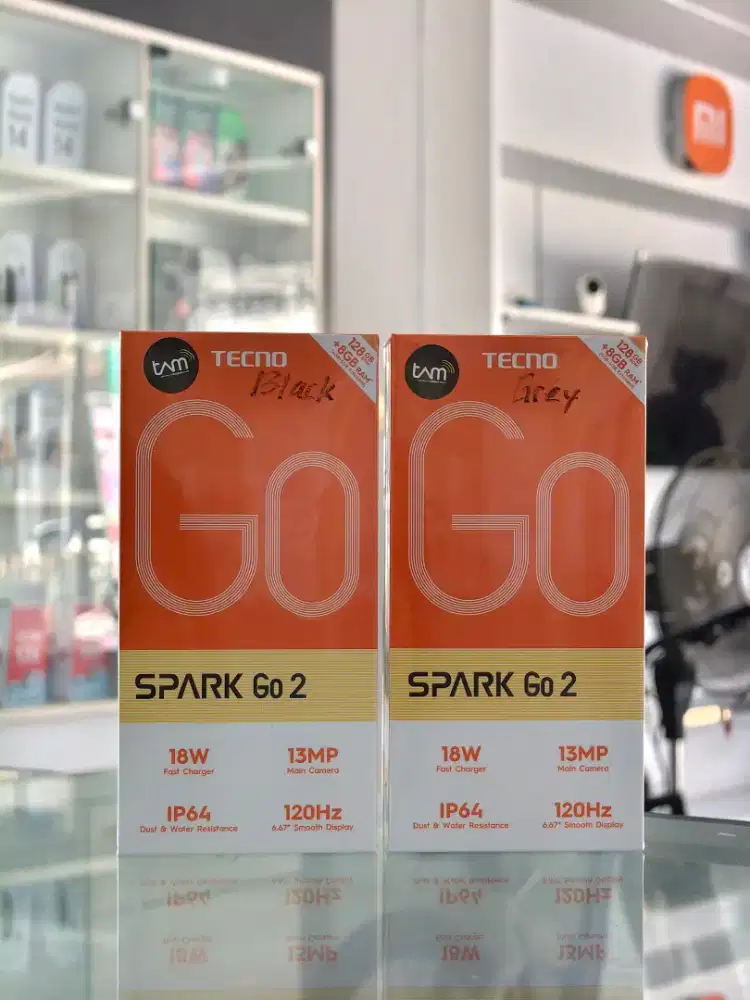 tam
TECNO
Black
128GB
+8GB RAM*
Go
SPARK Go 2
18W
Fast Charger
13MP
Main Camera
IP64
Dust & Water Resistance
120Hz
6.67" Smooth Display
tam
TECNO
Grey
128GB
+8GB RAM*
Go
SPARK Go 2
18W
Fast Charger
13MP
Main Camera
IP64
Dust & Water Resistance
120Hz
6.67" Smooth Display
14
14